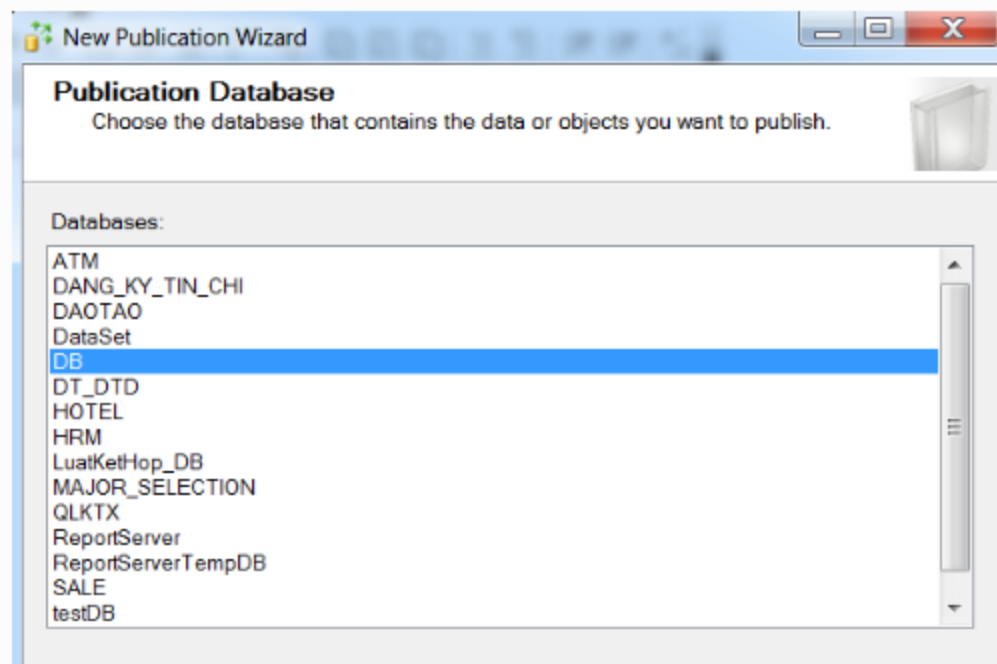 New Publication Wizard
Publication Database
Choose the database that contains the data or objects you want to publish.
Databases:
ATM
DANG_KY_TIN_CHI
DAOTAO
DataSet
DB
DT_DTD
HOTEL
HRM
LuatKetHop_DB
MAJOR_SELECTION
QLKTX
ReportServer
ReportServerTempDB
SALE
testDB